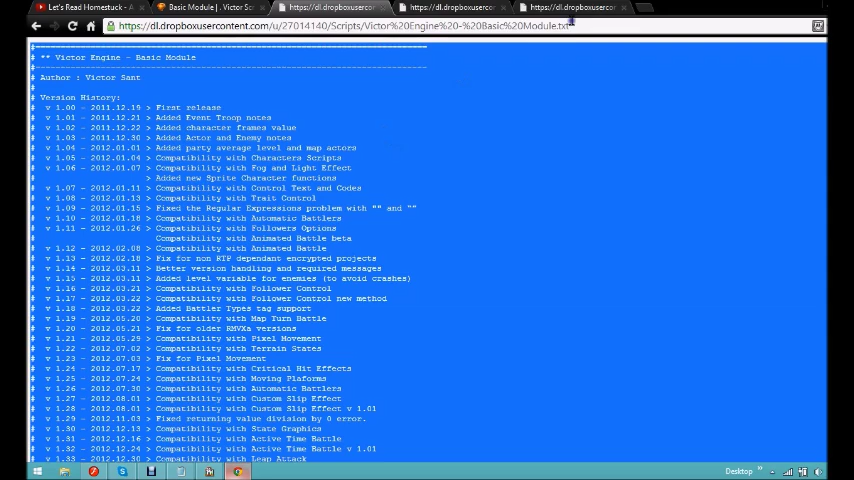 Let's Read Homestuck - A
Basic Module | Victor Scr
https://dl.dropboxusercor
https://dl.dropboxusercor
https://dl.dropboxusercor
https://dl.dropboxusercontent.com/u/27014140/Scripts/Victor%20Engine%20-%20Basic%20Module.txt
#==============================================================================
# ** Victor Engine - Basic Module
#------------------------------------------------------------------------------
# Author : Victor Sant
#
# Version History:
# v 1.00 - 2011.12.19 > First release
# v 1.01 - 2011.12.21 > Added Event Troop notes
# v 1.02 - 2011.12.22 > Added character frames value
# v 1.03 - 2011.12.30 > Added Actor and Enemy notes
# v 1.04 - 2012.01.01 > Added party average level and map actors
# v 1.05 - 2012.01.04 > Compatibility with Characters Scripts
# v 1.06 - 2012.01.07 > Compatibility with Fog and Light Effect
# > Added new Sprite Character functions
# v 1.07 - 2012.01.11 > Compatibility with Control Text and Codes
# v 1.08 - 2012.01.13 > Compatibility with Trait Control
# v 1.09 - 2012.01.15 > Fixed the Regular Expressions problem with "" and ""
# v 1.10 - 2012.01.18 > Compatibility with Automatic Battlers
# v 1.11 - 2012.01.26 > Compatibility with Followers Options
# Compatibility with Animated Battle beta
# v 1.12 - 2012.02.08 > Compatibility with Animated Battle
# v 1.13 - 2012.02.18 > Fix for non RTP dependant encrypted projects
# v 1.14 - 2012.03.11 > Better version handling and required messages
# v 1.15 - 2012.03.11 > Added level variable for enemies (to avoid crashes)
# v 1.16 - 2012.03.21 > Compatibility with Follower Control
# v 1.17 - 2012.03.22 > Compatibility with Follower Control new method
# v 1.18 - 2012.03.22 > Added Battler Types tag support
# v 1.19 - 2012.05.20 > Compatibility with Map Turn Battle
# v 1.20 - 2012.05.21 > Fix for older RMVXa versions
# v 1.21 - 2012.05.29 > Compatibility with Pixel Movement
# v 1.22 - 2012.07.02 > Compatibility with Terrain States
# v 1.23 - 2012.07.03 > Fix for Pixel Movement
# v 1.24 - 2012.07.17 > Compatibility with Critical Hit Effects
# v 1.25 - 2012.07.24 > Compatibility with Moving Plaforms
# v 1.26 - 2012.07.30 > Compatibility with Automatic Battlers
# v 1.27 - 2012.08.01 > Compatibility with Custom Slip Effect
# v 1.28 - 2012.08.01 > Compatibility with Custom Slip Effect v 1.01
# v 1.29 - 2012.11.03 > Fixed returning value division by 0 error.
# v 1.30 - 2012.12.13 > Compatibility with State Graphics
# v 1.31 - 2012.12.16 > Compatibility with Active Time Battle
# v 1.32 - 2012.12.24 > Compatibility with Active Time Battle v 1.01
# v 1.33 - 2012.12.30 > Compatibility with Leap Attack
Desktop